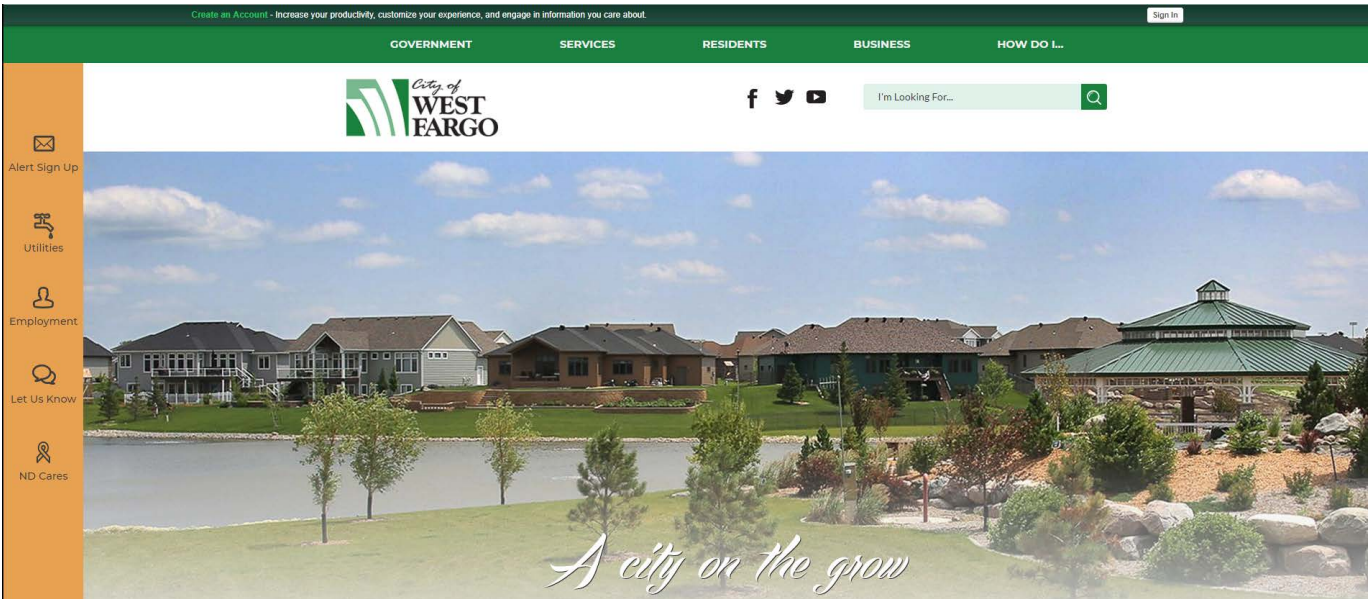 Create an Account - Increase your productivity, customize your experience, and engage in information you care about.
Sign In
GOVERNMENT
SERVICES
RESIDENTS
BUSINESS
HOW DO I...
City of
WEST
FARGO
I'm Looking For...
Alert Sign Up
Utilities
Employment
Let Us Know
ND Cares
A city on the grow